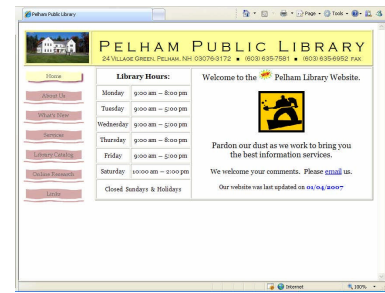 Pelham Public Library
Page
Tools
PELHAM PUBLIC LIBRARY
24 VILLAGE GREEN, PELHAM, NH 03076-3172 ■ (603) 635-7581 ■ (603) 635-6952 FAX
Home
About Us
What's New
Services
Library Catalog
Online Research
Links
Library Hours:
Monday 9:00 am – 8:00 pm
Tuesday 9:00 am – 5:00 pm
Wednesday 9:00 am – 5:00 pm
Thursday 9:00 am – 8:00 pm
Friday 9:00 am – 5:00 pm
Saturday 10:00 am – 2:00 pm
Closed Sundays & Holidays
Welcome to the Pelham Library Website.
Pardon our dust as we work to bring you
the best information services.
We welcome your comments. Please email us.
Our website was last updated on 01/04/2007
Internet
100%